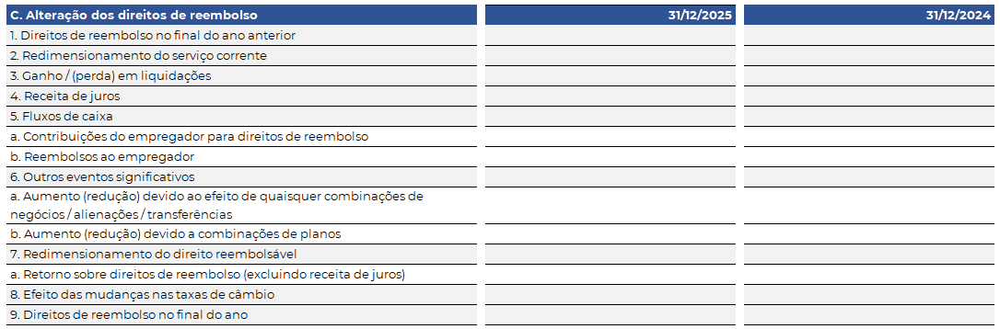 C. Alteração dos direitos de reembolso 31/12/2025 31/12/2024
1. Direitos de reembolso no final do ano anterior
2. Redimensionamento do serviço corrente
3. Ganho / (perda) em liquidações
4. Receita de juros
5. Fluxos de caixa
a. Contribuições do empregador para direitos de reembolso
b. Reembolsos ao empregador
6. Outros eventos significativos
a. Aumento (redução) devido ao efeito de quaisquer combinações de
negócios / alienações / transferências
b. Aumento (redução) devido a combinações de planos
7. Redimensionamento do direito reembolsável
a. Retorno sobre direitos de reembolso (excluindo receita de juros)
8. Efeito das mudanças nas taxas de câmbio
9. Direitos de reembolso no final do ano